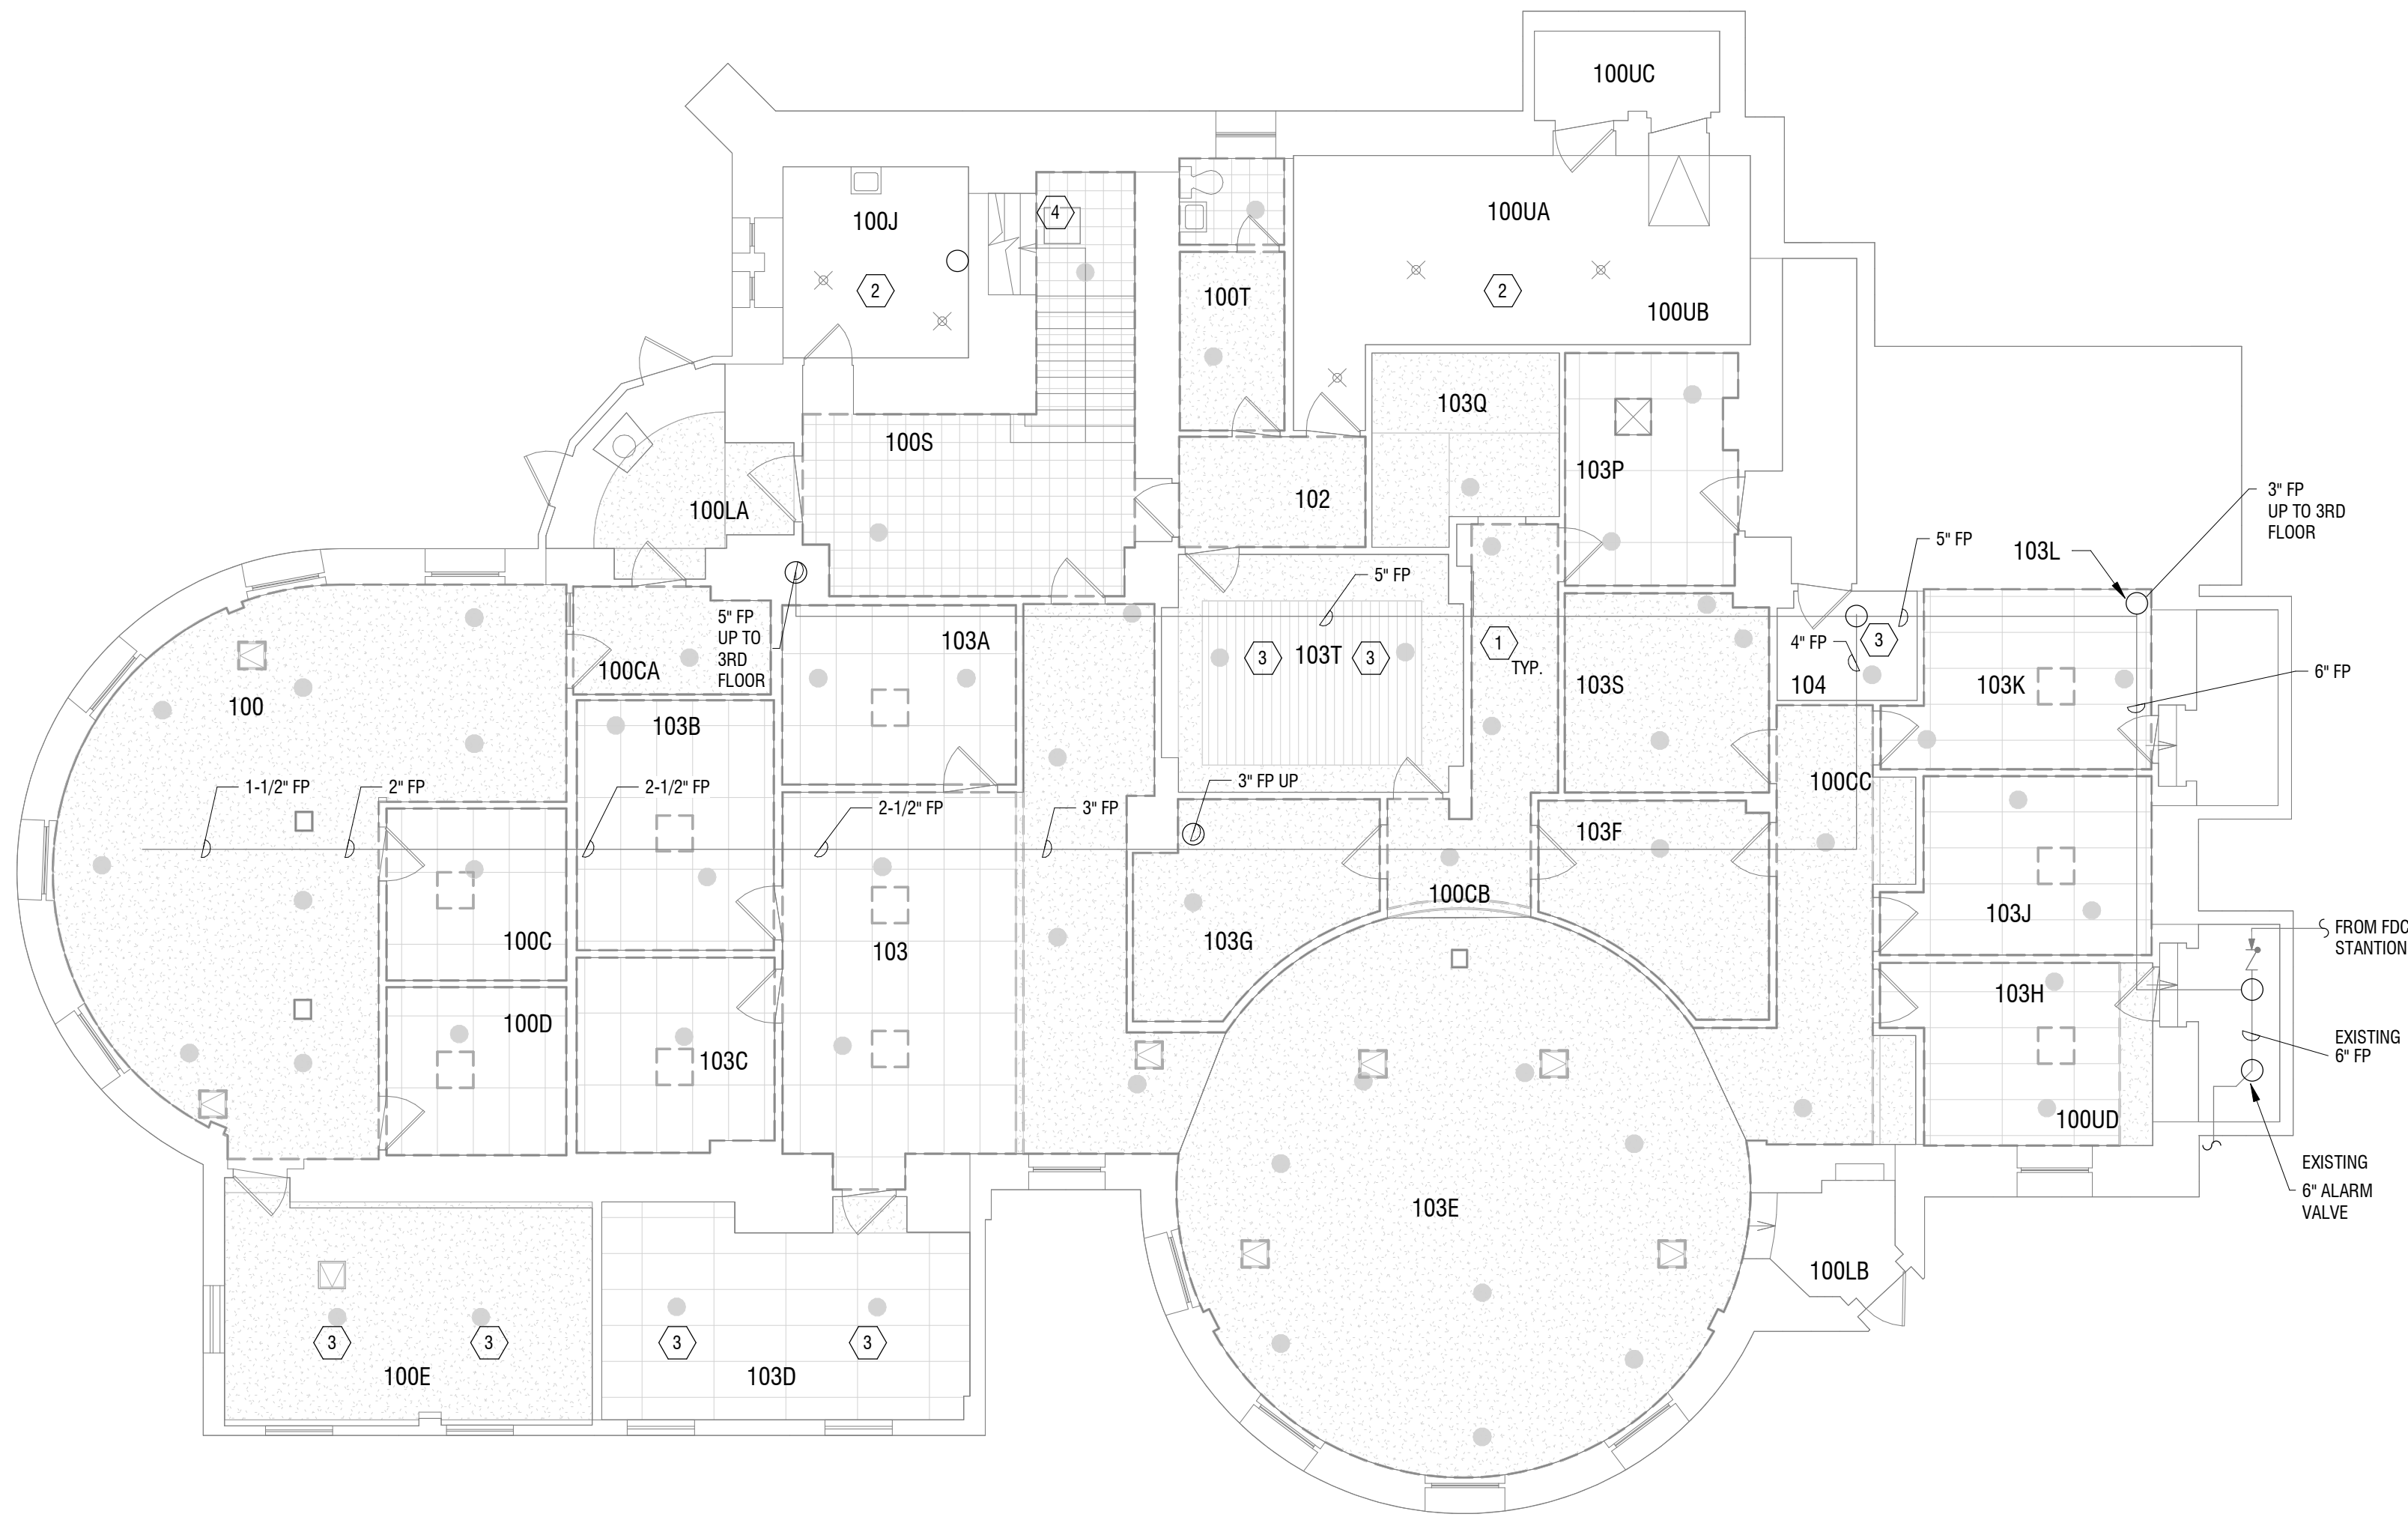 100UC
100J
4
100UA
2
2
100T
100UB
103Q
100S
103P
102
100LA
3" FP
UP TO 3RD
FLOOR
5" FP
103L
5" FP
5" FP
UP TO
3RD
FLOOR
103A
3
103T
3
1
TYP.
4" FP
3
100CA
103S
104
103K
6" FP
100
103B
1-1/2" FP
2" FP
2-1/2" FP
2-1/2" FP
3" FP UP
3" FP
100CC
103F
100CB
103J
FROM FDC
STANTION
100C
103
103G
103H
100D
103C
EXISTING
6" FP
100UD
EXISTING
6" ALARM
VALVE
103E
100LB
3
3
3
3
100E
103D